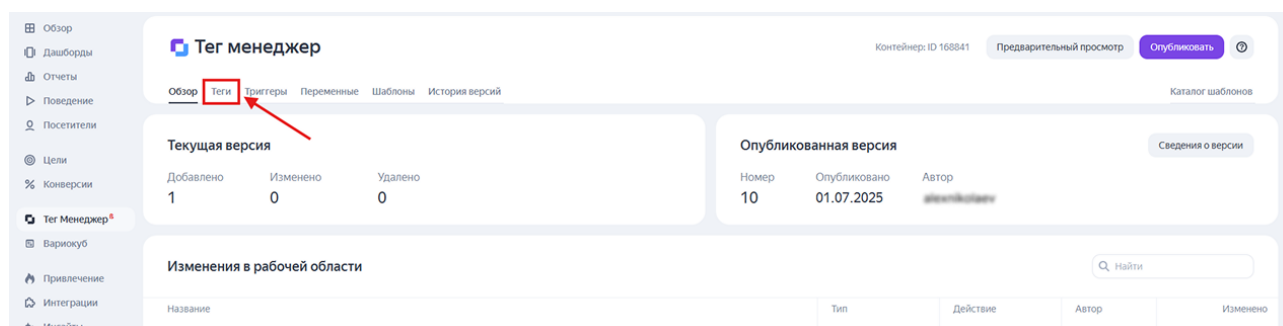 Обзор
Дашборды
Отчеты
Поведение
Посетители
Цели
% Конверсии
Тег Менеджер β
Вариокуб
Привлечение
Интеграции
Тег менеджер
Контейнер: ID 168841
Предварительный просмотр
Опубликовать
Обзор Теги Триггеры Переменные Шаблоны История версий
Каталог шаблонов
Текущая версия
Добавлено Изменено Удалено
1 0 0
Опубликованная версия
Сведения о версии
Номер Опубликовано Автор
10 01.07.2025
Изменения в рабочей области
Найти
Название Тип Действие Автор Изменено